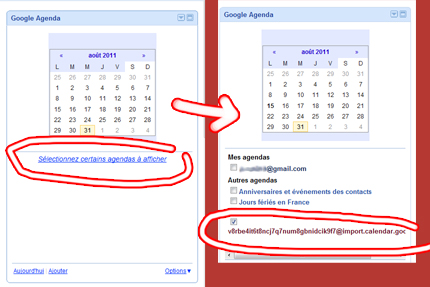 Google Agenda
« août 2011 »
L M J V S D
25 26 27 28 29 30 31
1 2 3 4 5 6 7
8 9 10 11 12 13 14
15 16 17 18 19 20 21
22 23 24 25 26 27 28
29 30 31 1 2 3 4
Sélectionnez certains agendas à afficher
Aujourd'hui Ajouter Options▼
Google Agenda
« août 2011 »
L M M J V S D
25 26 27 28 29 30 31
1 2 3 4 5 6 7
8 9 10 11 12 13 14
15 16 17 18 19 20 21
22 23 24 25 26 27 28
29 30 31 1 2 3 4
Mes agendas
@gmail.com
Autres agendas
Anniversaires et événements des contacts
Jours fériés en France